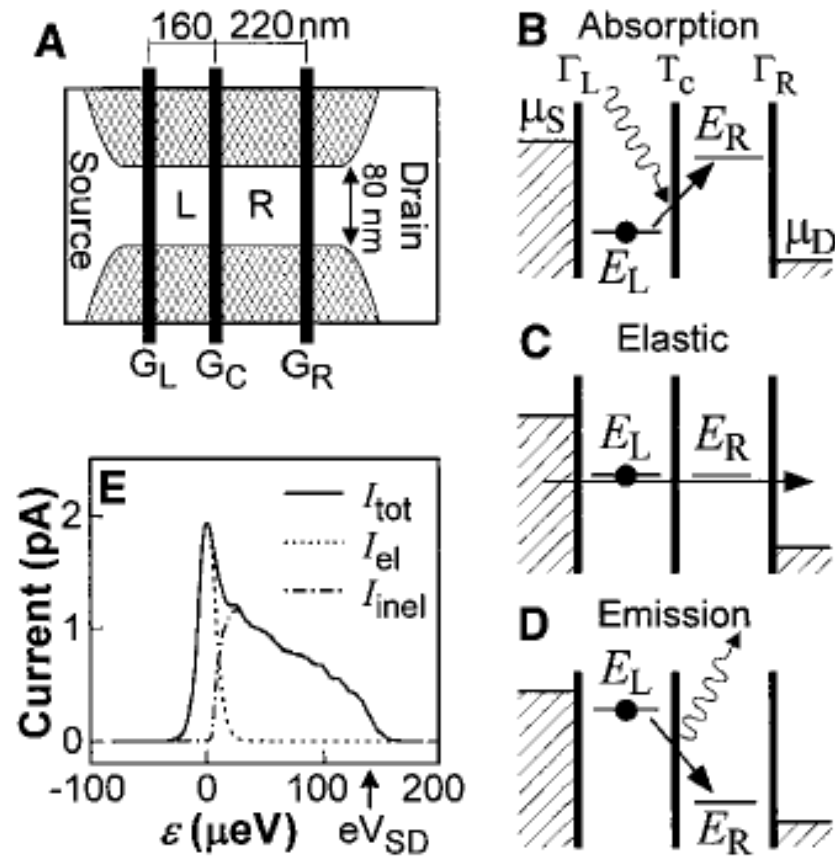 A
160 220 nm
Source
L
R
80 nm
Drain
G_L G_C G_R
B Absorption
Γ_L T_c Γ_R
μ_S
E_R
E_L
μ_D
C Elastic
E_L E_R
D Emission
E_L
E_R
E
Current (pA)
2
1
0
I_tot
I_el
I_inel
-100 0 100 200
ε (μeV) eV_SD